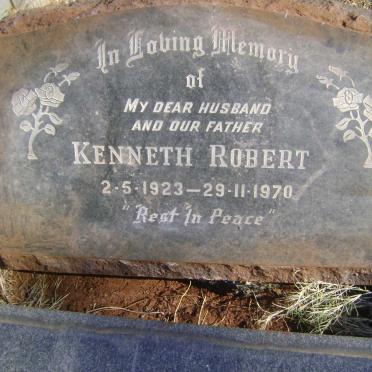 In Loving Memory
of
MY DEAR HUSBAND
AND OUR FATHER
KENNETH ROBERT
2·5·1923—29·11·1970
"Rest in Peace"